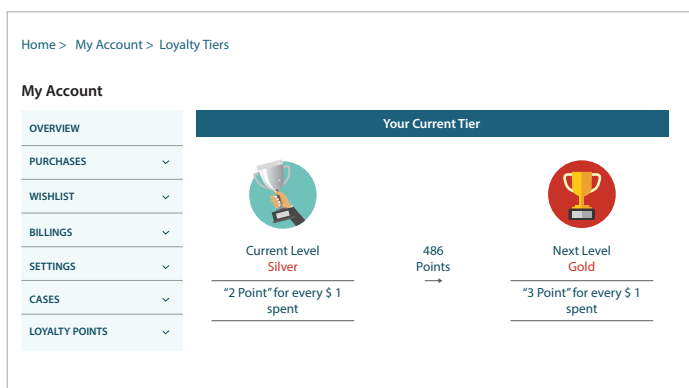 Home > My Account > Loyalty Tiers
My Account
OVERVIEW
PURCHASES
WISHLIST
BILLINGS
SETTINGS
CASES
LOYALTY POINTS
Your Current Tier
Current Level
Silver
"2 Point" for every $ 1
spent
486
Points
Next Level
Gold
"3 Point" for every $ 1
spent